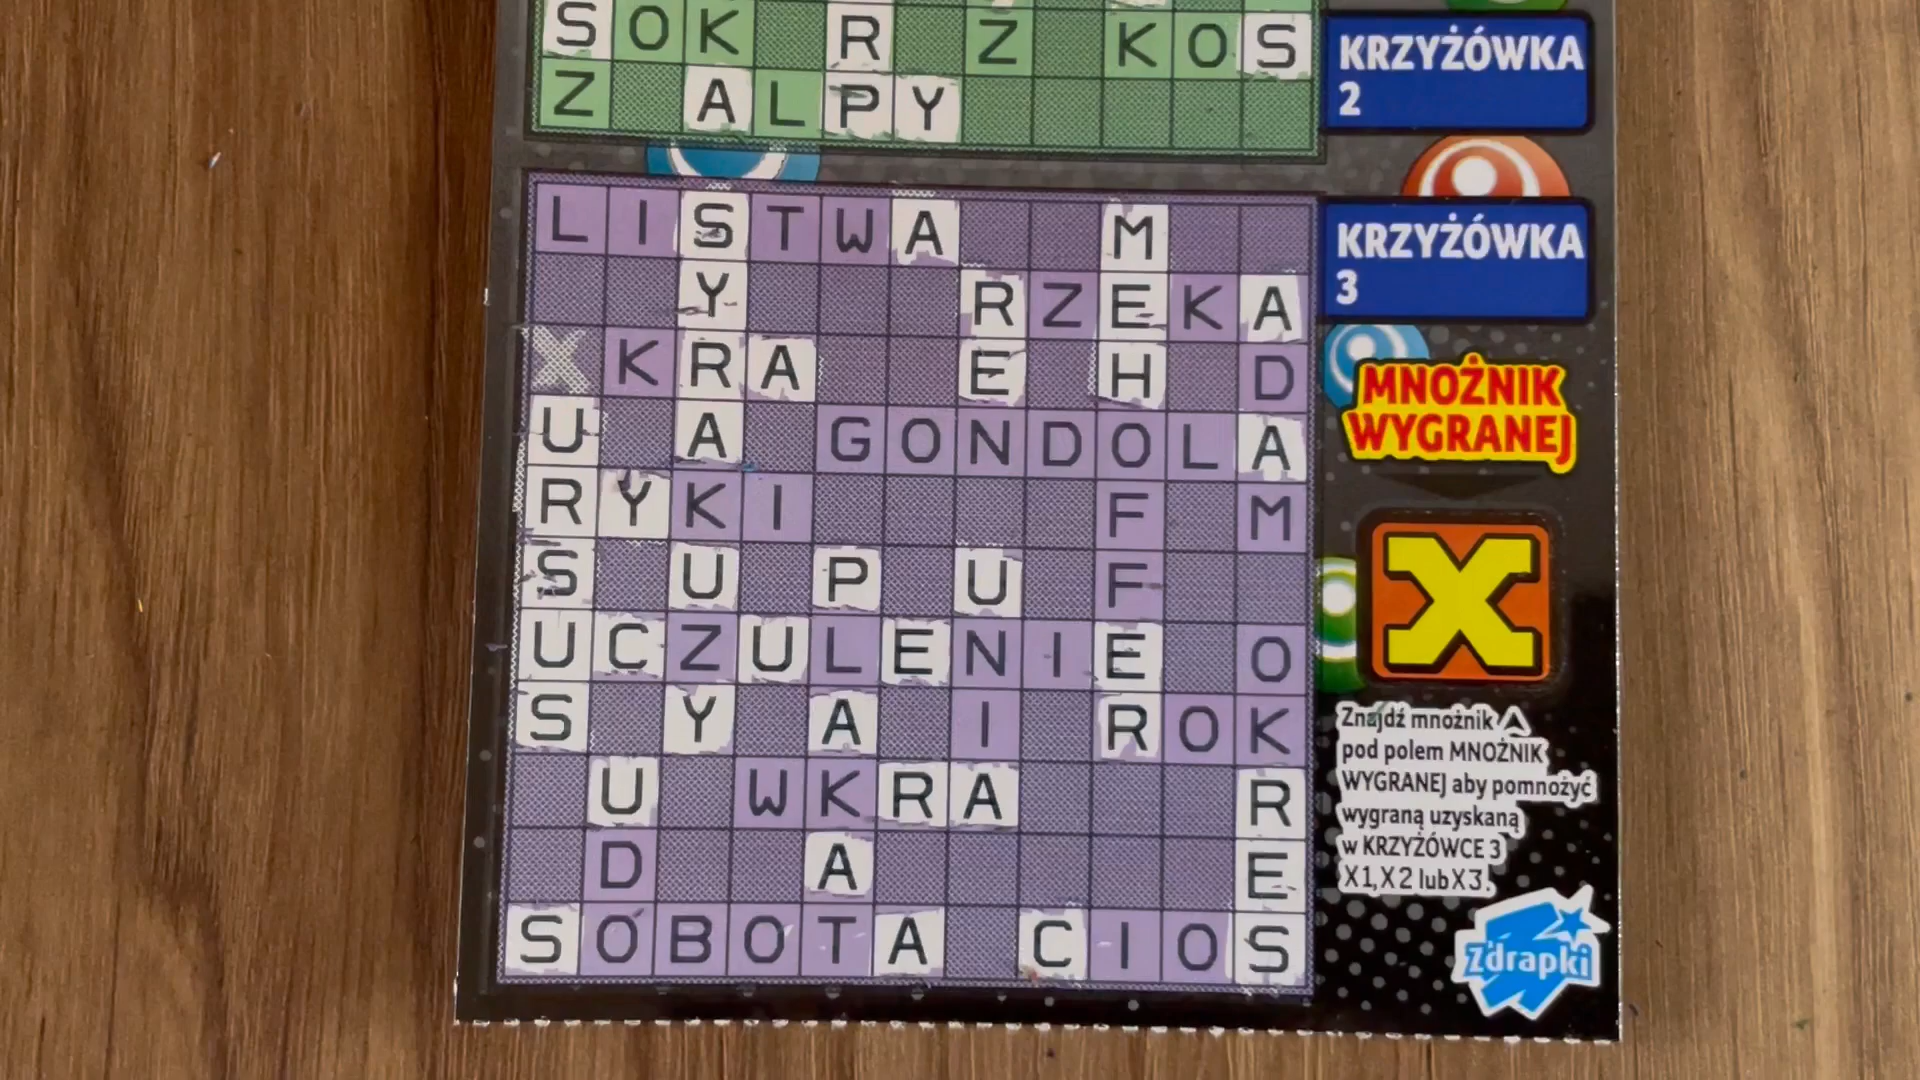 SOK R Z KOS
Z ALPY
KRZYŻÓWKA
2
LISTWA M
Y RZEKA
XKRA E H D
U A GONDOLA
RYKI F M
S U P U F
UCZULENIE O
S Y A I ROK
U WKRA R
D A E
SOBOTA CIOS
KRZYŻÓWKA
3
MNOŻNIK
WYGRANEJ
X
Znajdź mnożnik
pod polem MNOŻNIK
WYGRANEJ aby pomnożyć
wygraną uzyskaną
w KRZYŻÓWCE 3
X1, X2 lub X3.
Zdrapki